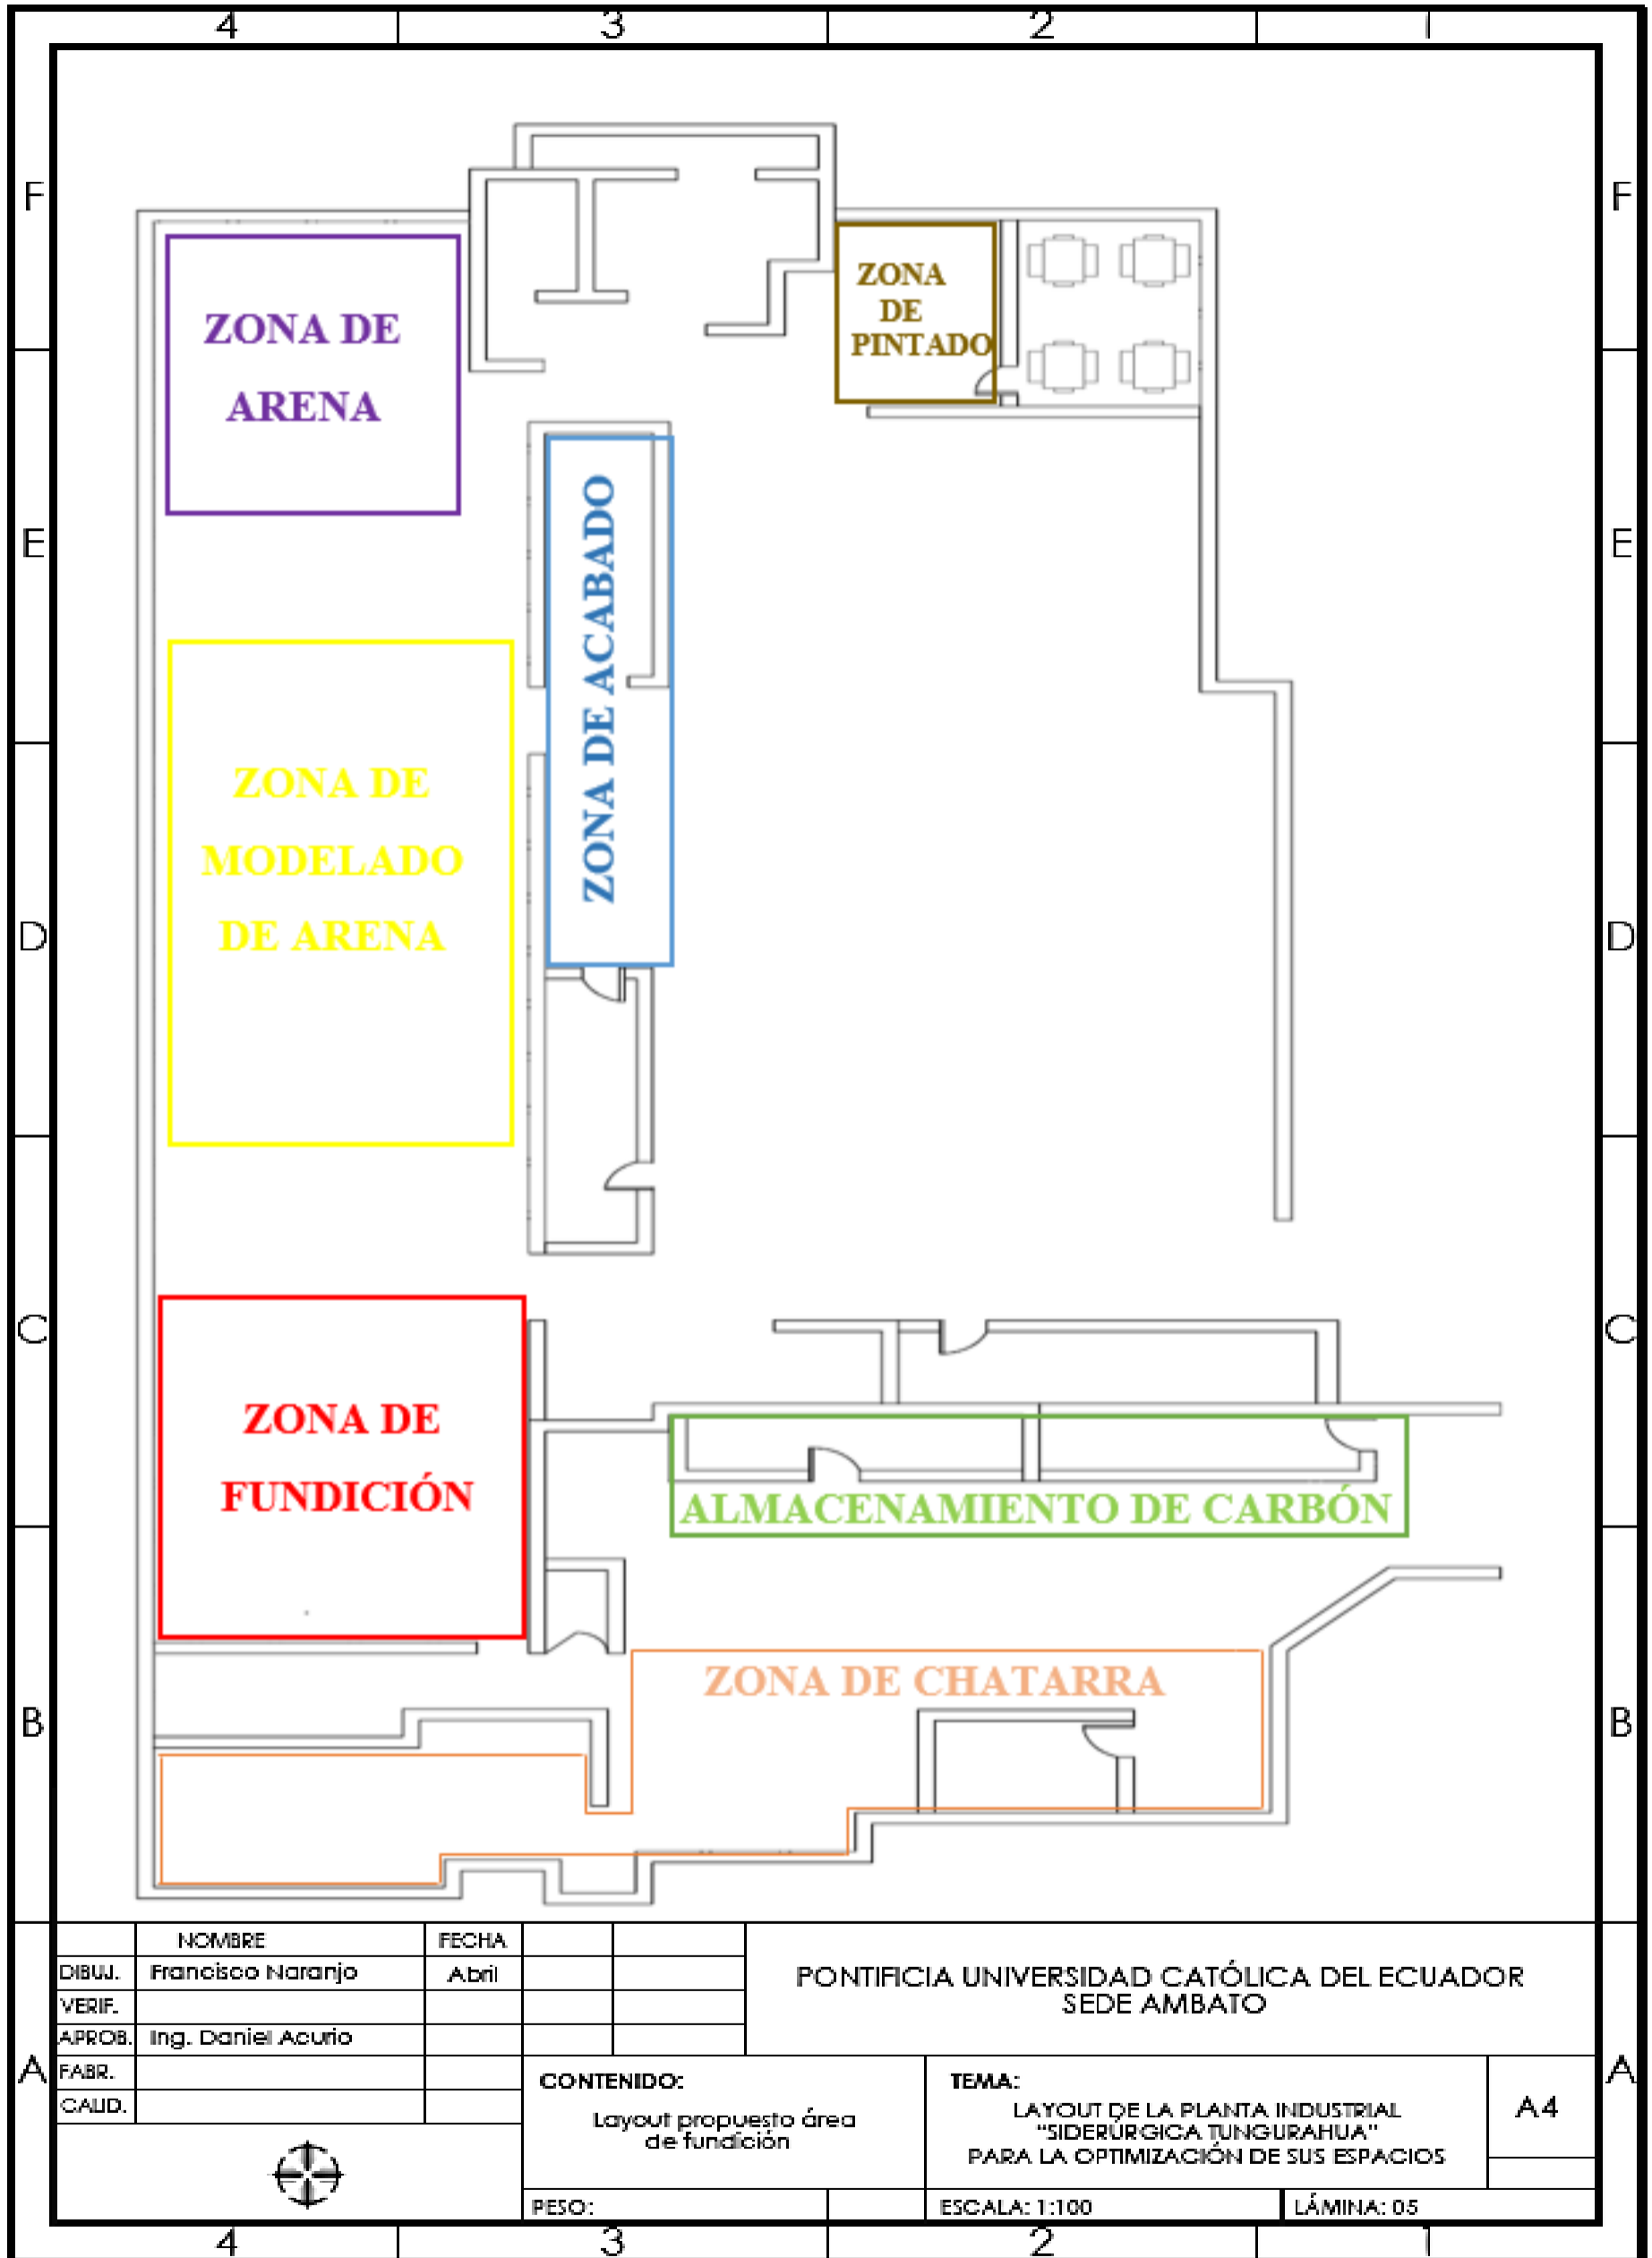 4 3 2
F F
ZONA DE
ARENA
ZONA
DE
PINTADO
E E
ZONA DE ACABADO
ZONA DE
MODELADO
DE ARENA
D D
C C
ZONA DE
FUNDICIÓN
ALMACENAMIENTO DE CARBÓN
ZONA DE CHATARRA
B B
NOMBRE FECHA
DIBUJ. Francisco Naranjo Abril
VERIF.
APROB. Ing. Daniel Acurio
FABR.
CALID.
PONTIFICIA UNIVERSIDAD CATÓLICA DEL ECUADOR
SEDE AMBATO
A A
CONTENIDO:
Layout propuesto área
de fundición
TEMA:
LAYOUT DE LA PLANTA INDUSTRIAL
"SIDERÚRGICA TUNGURAHUA"
PARA LA OPTIMIZACIÓN DE SUS ESPACIOS
A4
PESO:
ESCALA: 1:100
LÁMINA: 05
4 3 2